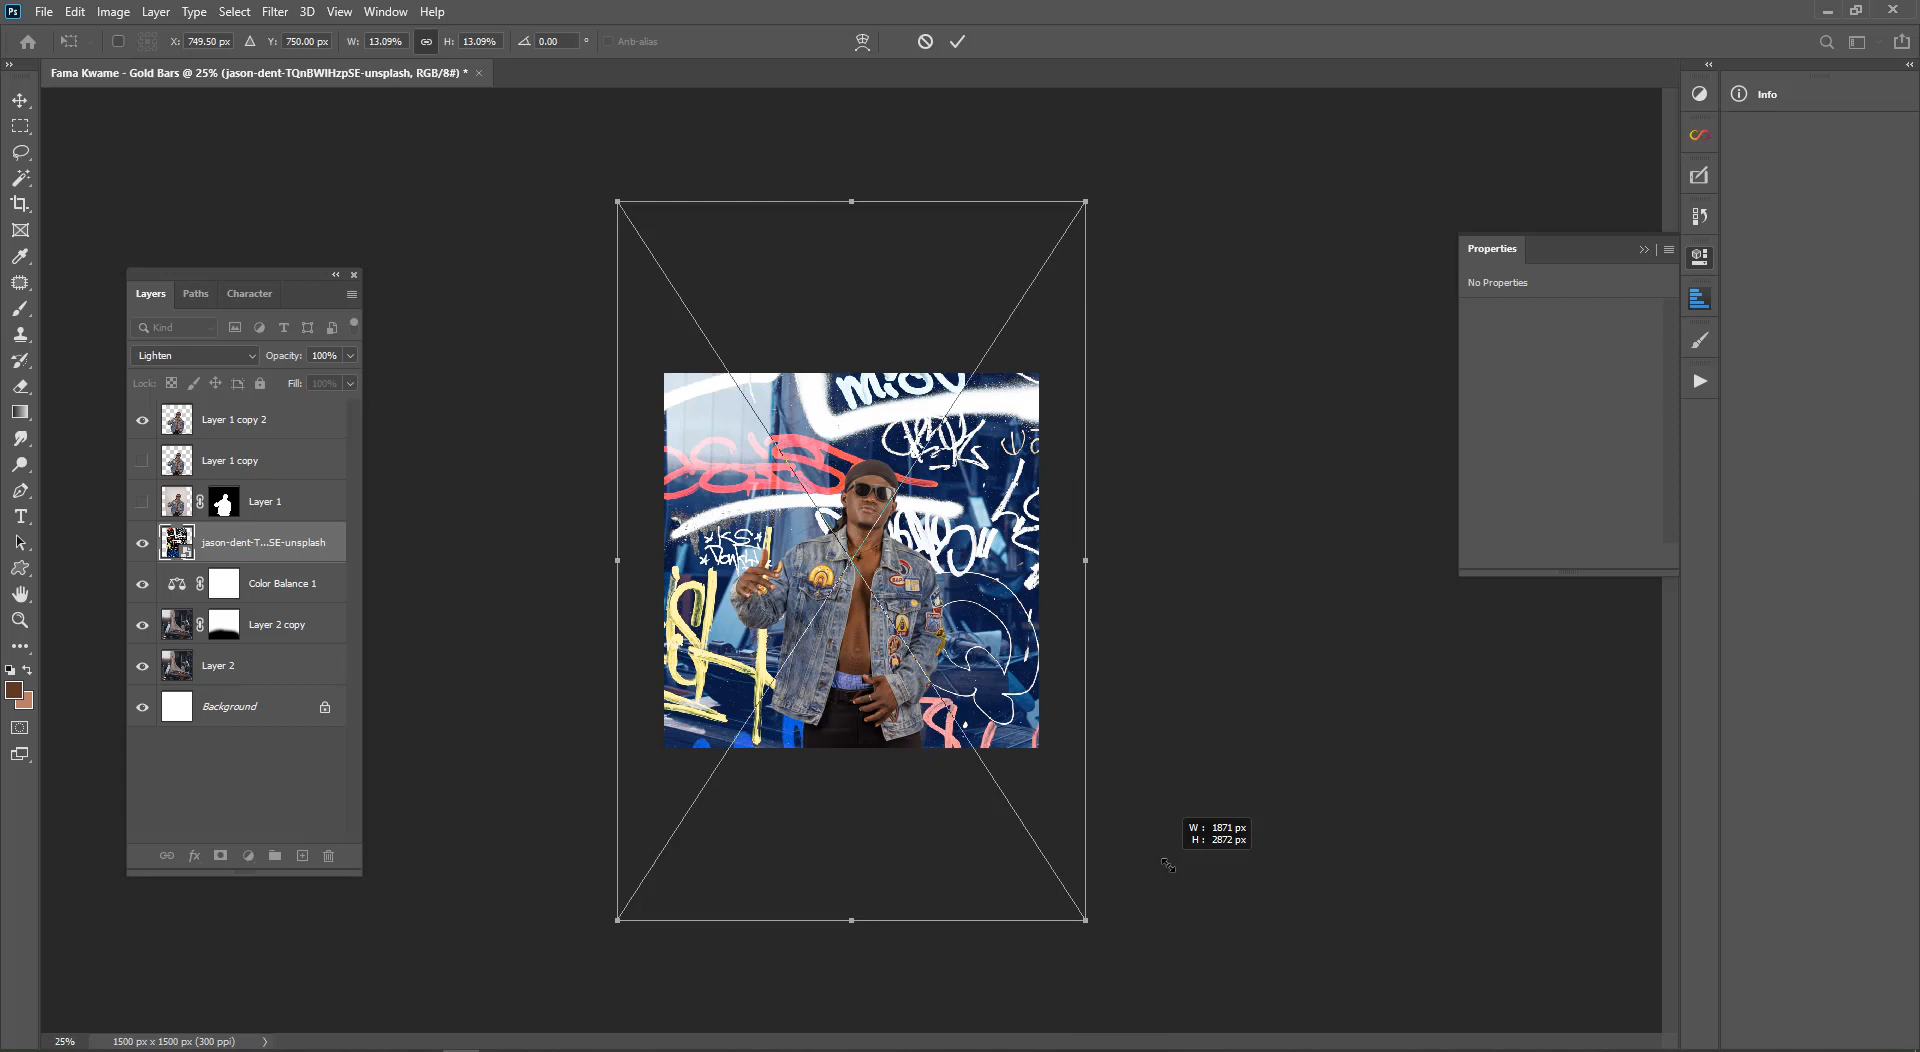 Ps File Edit Image Layer Type Select Filter 3D View Window Help
X: 749.50 px Δ Y: 750.00 px W: 13.09% H: 13.09% 0.00 ° Anti-alias
Fama Kwame - Gold Bars @ 25% (jason-dent-TQnBWlHzpSE-unsplash, RGB/8#) *
Info
Properties
No Properties
Layers Paths Character
Kind
Lighten Opacity: 100%
Lock: Fill: 100%
Layer 1 copy 2
Layer 1 copy
Layer 1
jason-dent-T...SE-unsplash
Color Balance 1
Layer 2 copy
Layer 2
Background
W : 1871 px
H : 2872 px
25% 1500 px x 1500 px (300 ppi)